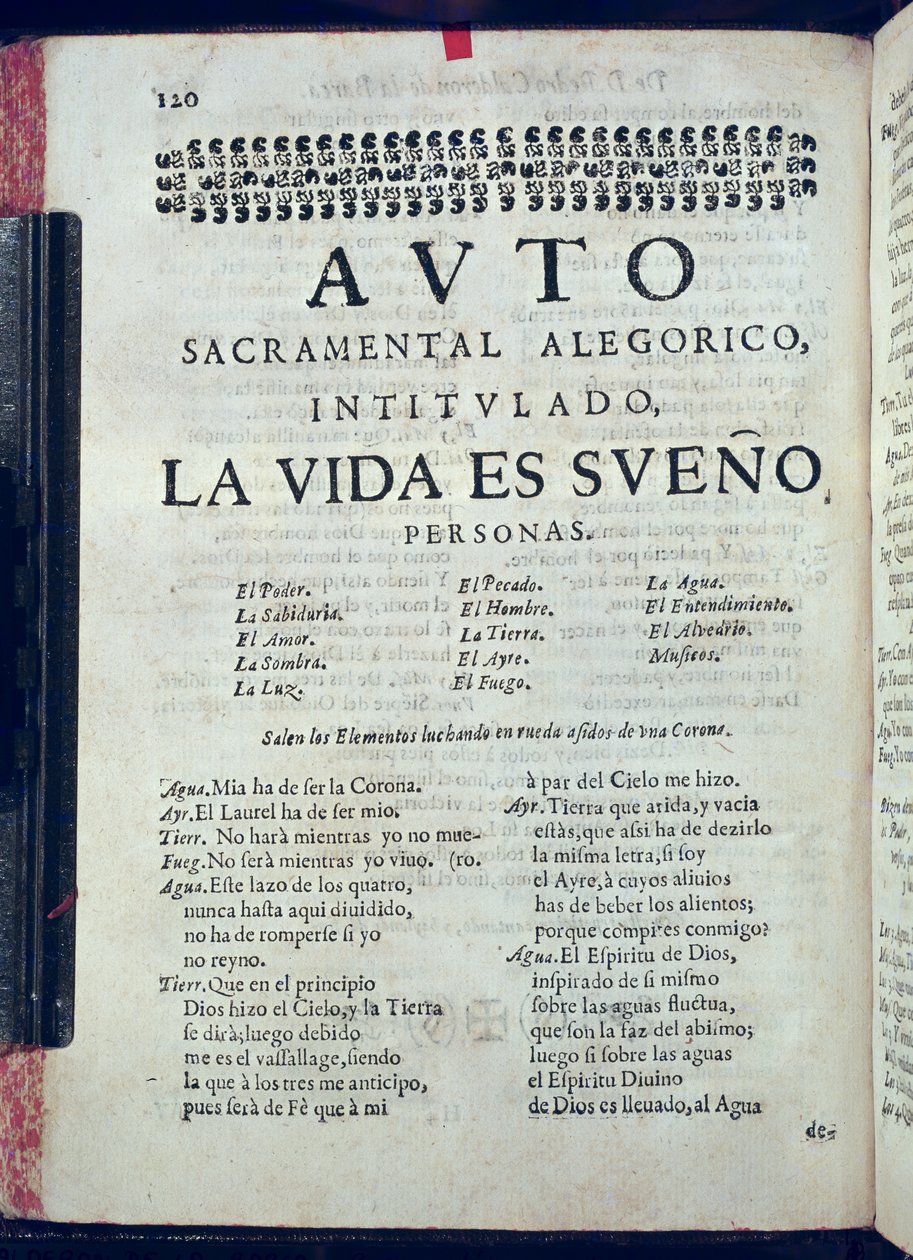 120
AVTO
SACRAMENTAL ALEGORICO,
INTITVLADO,
LA VIDA ES SVEÑO
PERSONAS.
El Poder.
La Sabiduria.
El Amor.
La Sombra.
La Luz.
El Pecado.
El Hombre.
La Tierra.
El Ayre.
El Fuego.
La Agua.
El Entendimiento.
El Alvedrio.
Musicos.
Salen los Elementos luchando en rueda asidos de vna Corona.
Agua. Mia ha de ſer la Corona.
Ayr. El Laurel ha de ſer mio.
Tierr. No harà mientras yo no mue-
Fueg. No ſerà mientras yo viuo. (ro.
Agua. Eſte lazo de los quatro,
nunca haſta aqui diuidido,
no ha de romperſe ſi yo
no reyno.
Tierr. Que en el principio
Dios hizo el Cielo, y la Tierra
ſe dirà; luego debido
me es el vaſſallage, ſiendo
la que à los tres me anticipo,
pues ſerà de Fè que à mi
à par del Cielo me hizo.
Ayr. Tierra que arida, y vacia
eſtàs, que aſsi ha de dezirlo
la miſma letra, ſi ſoy
el Ayre, à cuyos aliuios
has de beber los alientos;
porque compites conmigo?
Agua. El Eſpiritu de Dios,
inſpirado de ſi miſmo
ſobre las aguas fluctua,
que ſon la faz del abiſmo;
luego ſi ſobre las aguas
el Eſpiritu Diuino
de Dios es lleuado, al Agua
de-